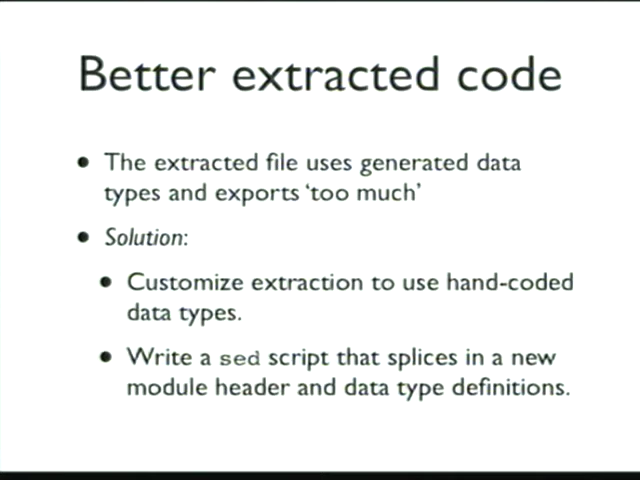 Better extracted code
• The extracted file uses generated data
types and exports ‘too much’
• Solution:
• Customize extraction to use hand-coded
data types.
• Write a sed script that splices in a new
module header and data type definitions.